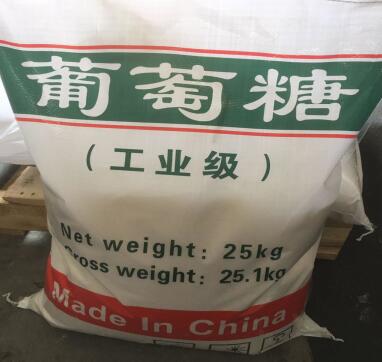 葡萄糖
(工业级)
Net weight: 25kg
Gross weight: 25.1kg
Made In China